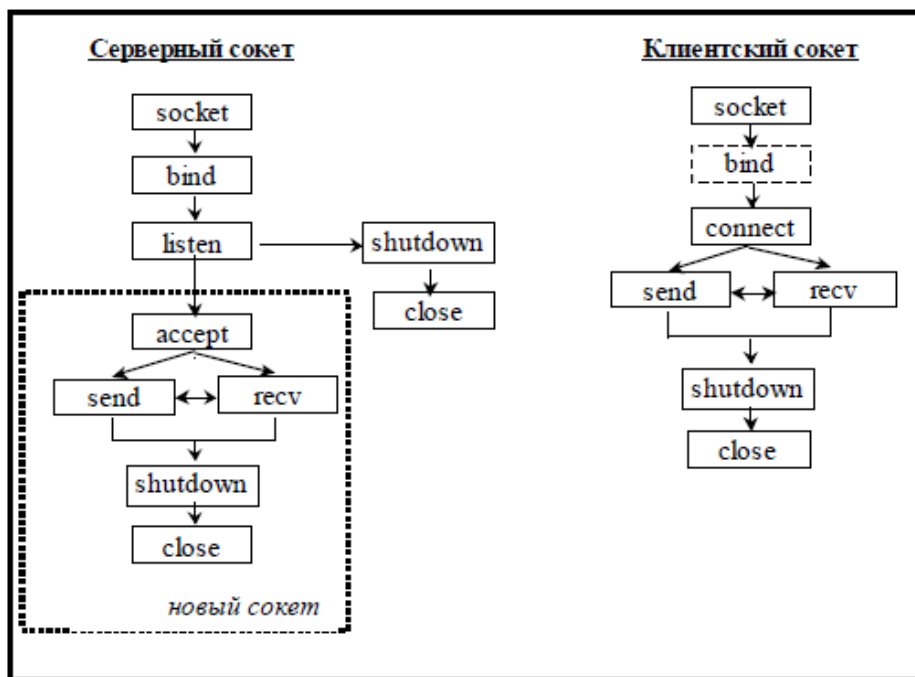 Серверный сокет
socket
bind
listen
shutdown
close
accept
send
recv
shutdown
close
новый сокет
Клиентский сокет
socket
bind
connect
send
recv
shutdown
close